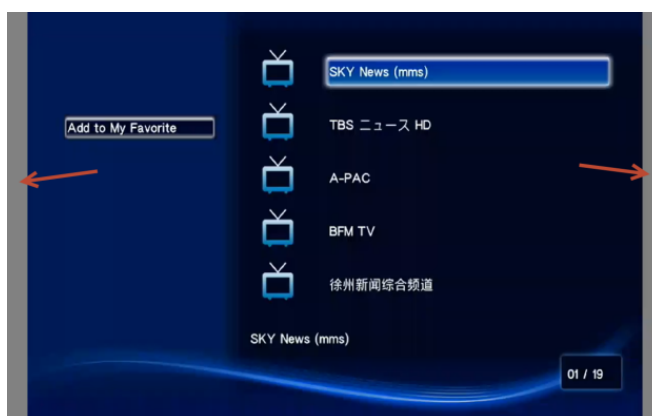 SKY News (mms)
Add to My Favorite
TBS ニュース HD
A-PAC
BFM TV
徐州新闻综合频道
SKY News (mms)
01 / 19